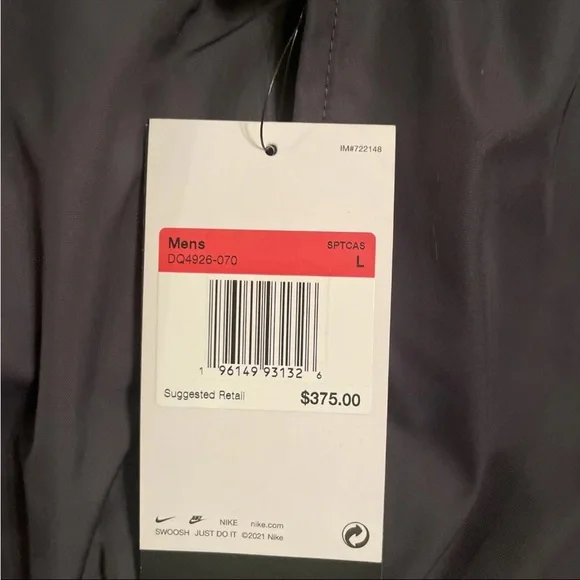 IM#722148
Mens SPTCAS
DQ4926-070 L
1 96149 93132 6
Suggested Retail $375.00
NIKE nike.com
SWOOSH JUST DO IT ©2021 Nike